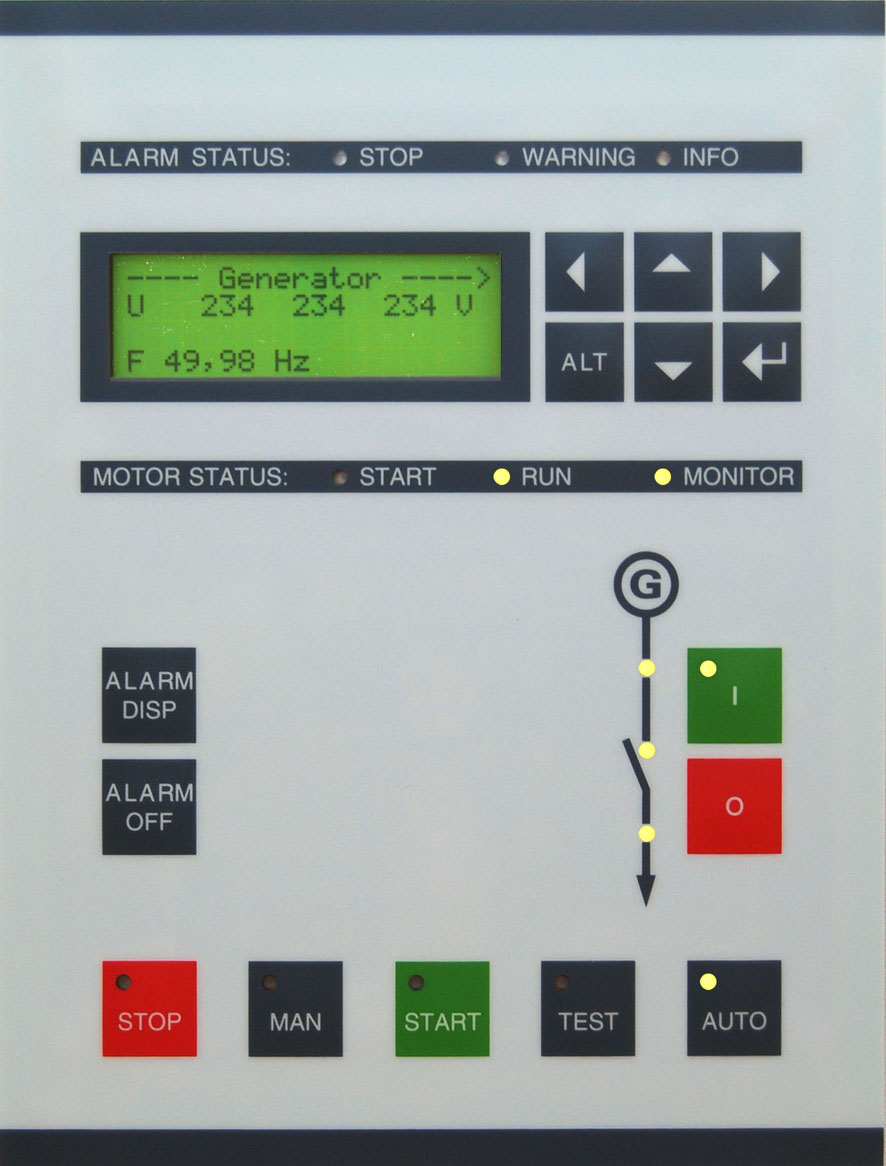 ALARM STATUS: STOP WARNING INFO
---- Generator ---->
U 234 234 234 V
F 49,98 Hz
ALT
MOTOR STATUS: START RUN MONITOR
G
ALARM
DISP
I
ALARM
OFF
O
STOP
MAN
START
TEST
AUTO